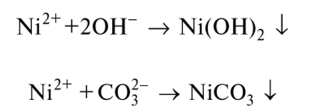 Ni²⁺+2OH⁻ → Ni(OH)₂ ↓
Ni²⁺+CO₃²⁻ → NiCO₃ ↓